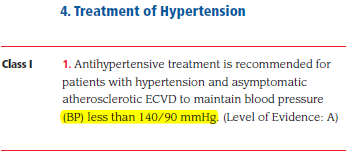 4. Treatment of Hypertension
Class I 1. Antihypertensive treatment is recommended for
patients with hypertension and asymptomatic
atherosclerotic ECVD to maintain blood pressure
(BP) less than 140/90 mmHg. (Level of Evidence: A)